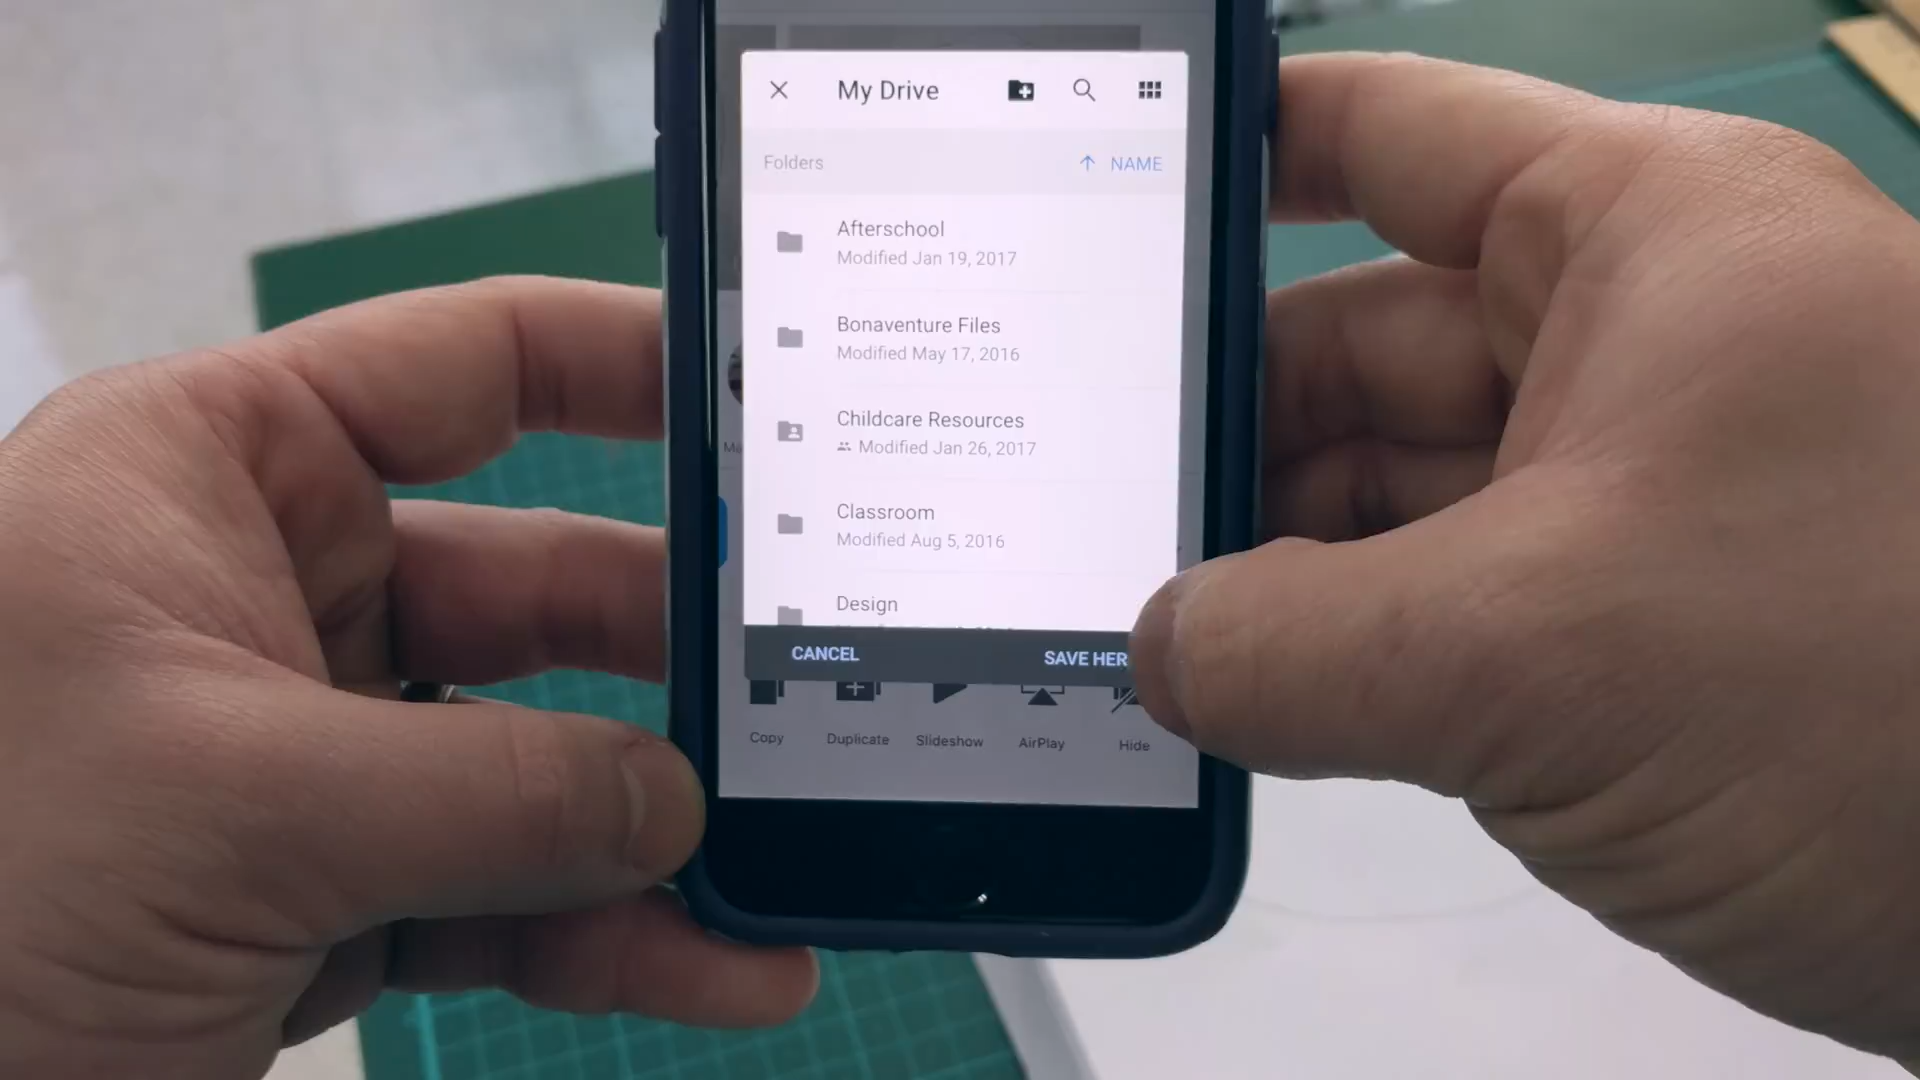 My Drive
Folders
NAME
Afterschool
Modified Jan 19, 2017
Bonaventure Files
Modified May 17, 2016
Childcare Resources
Modified Jan 26, 2017
Classroom
Modified Aug 5, 2016
Design
CANCEL
SAVE HER
Copy
Duplicate
Slideshow
AirPlay
Hide